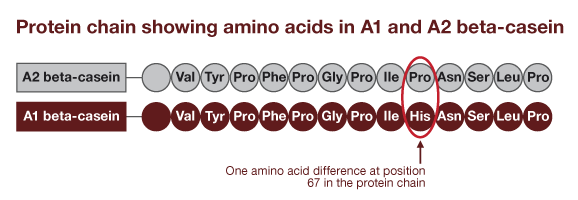 Protein chain showing amino acids in A1 and A2 beta-casein
A2 beta-casein Val Tyr Pro Phe Pro Gly Pro Ile Pro Asn Ser Leu Pro
A1 beta-casein Val Tyr Pro Phe Pro Gly Pro Ile His Asn Ser Leu Pro
One amino acid difference at position
67 in the protein chain